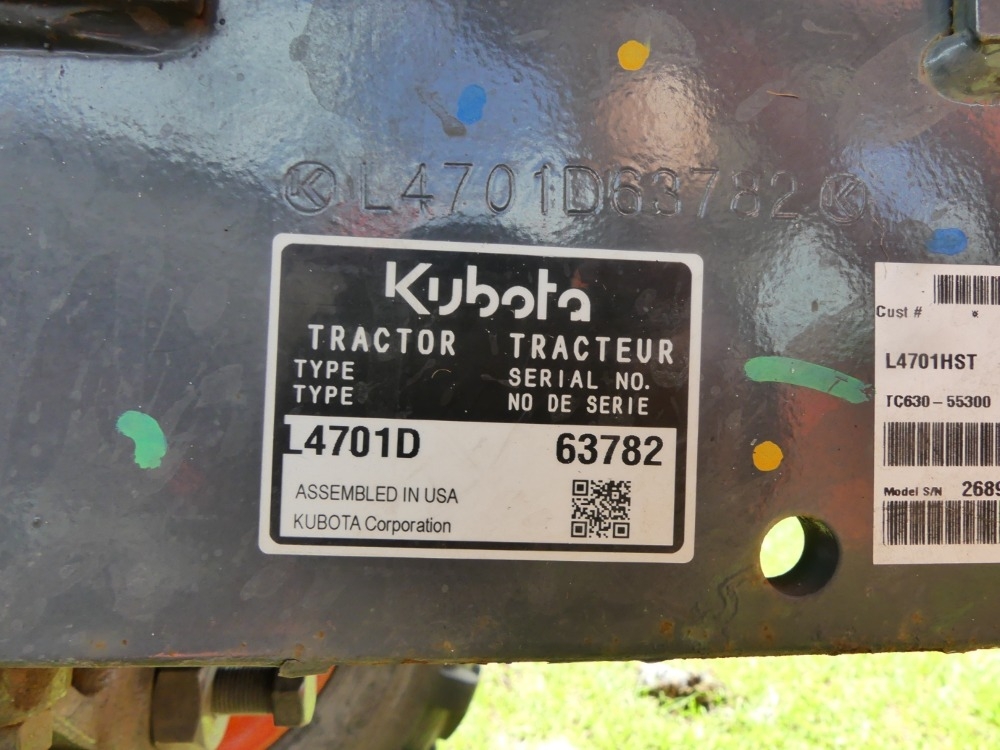 L4701D63782
Kubota
TRACTOR TRACTEUR
TYPE SERIAL NO.
TYPE NO DE SERIE
L4701D 63782
ASSEMBLED IN USA
KUBOTA Corporation
Cust # *
L4701HST
TC630-55300
Model S/N 2689